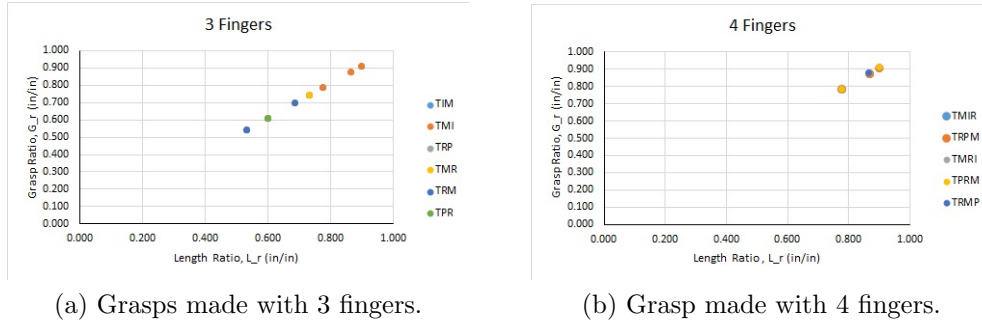 3 Fingers
Grasp Ratio, G_r (in/in)
1.000
0.900
0.800
0.700
0.600
0.500
0.400
0.300
0.200
0.100
0.000
0.000 0.200 0.400 0.600 0.800 1.000
Length Ratio, L_r (in/in)
TIM
TMI
TRP
TMR
TRM
TPR
(a) Grasps made with 3 fingers.
4 Fingers
Grasp Ratio, G_r (in/in)
1.000
0.900
0.800
0.700
0.600
0.500
0.400
0.300
0.200
0.100
0.000
0.000 0.200 0.400 0.600 0.800 1.000
Length Ratio , L_r (in/in)
TMIR
TRPM
TMRI
TPRM
TRMP
(b) Grasp made with 4 fingers.